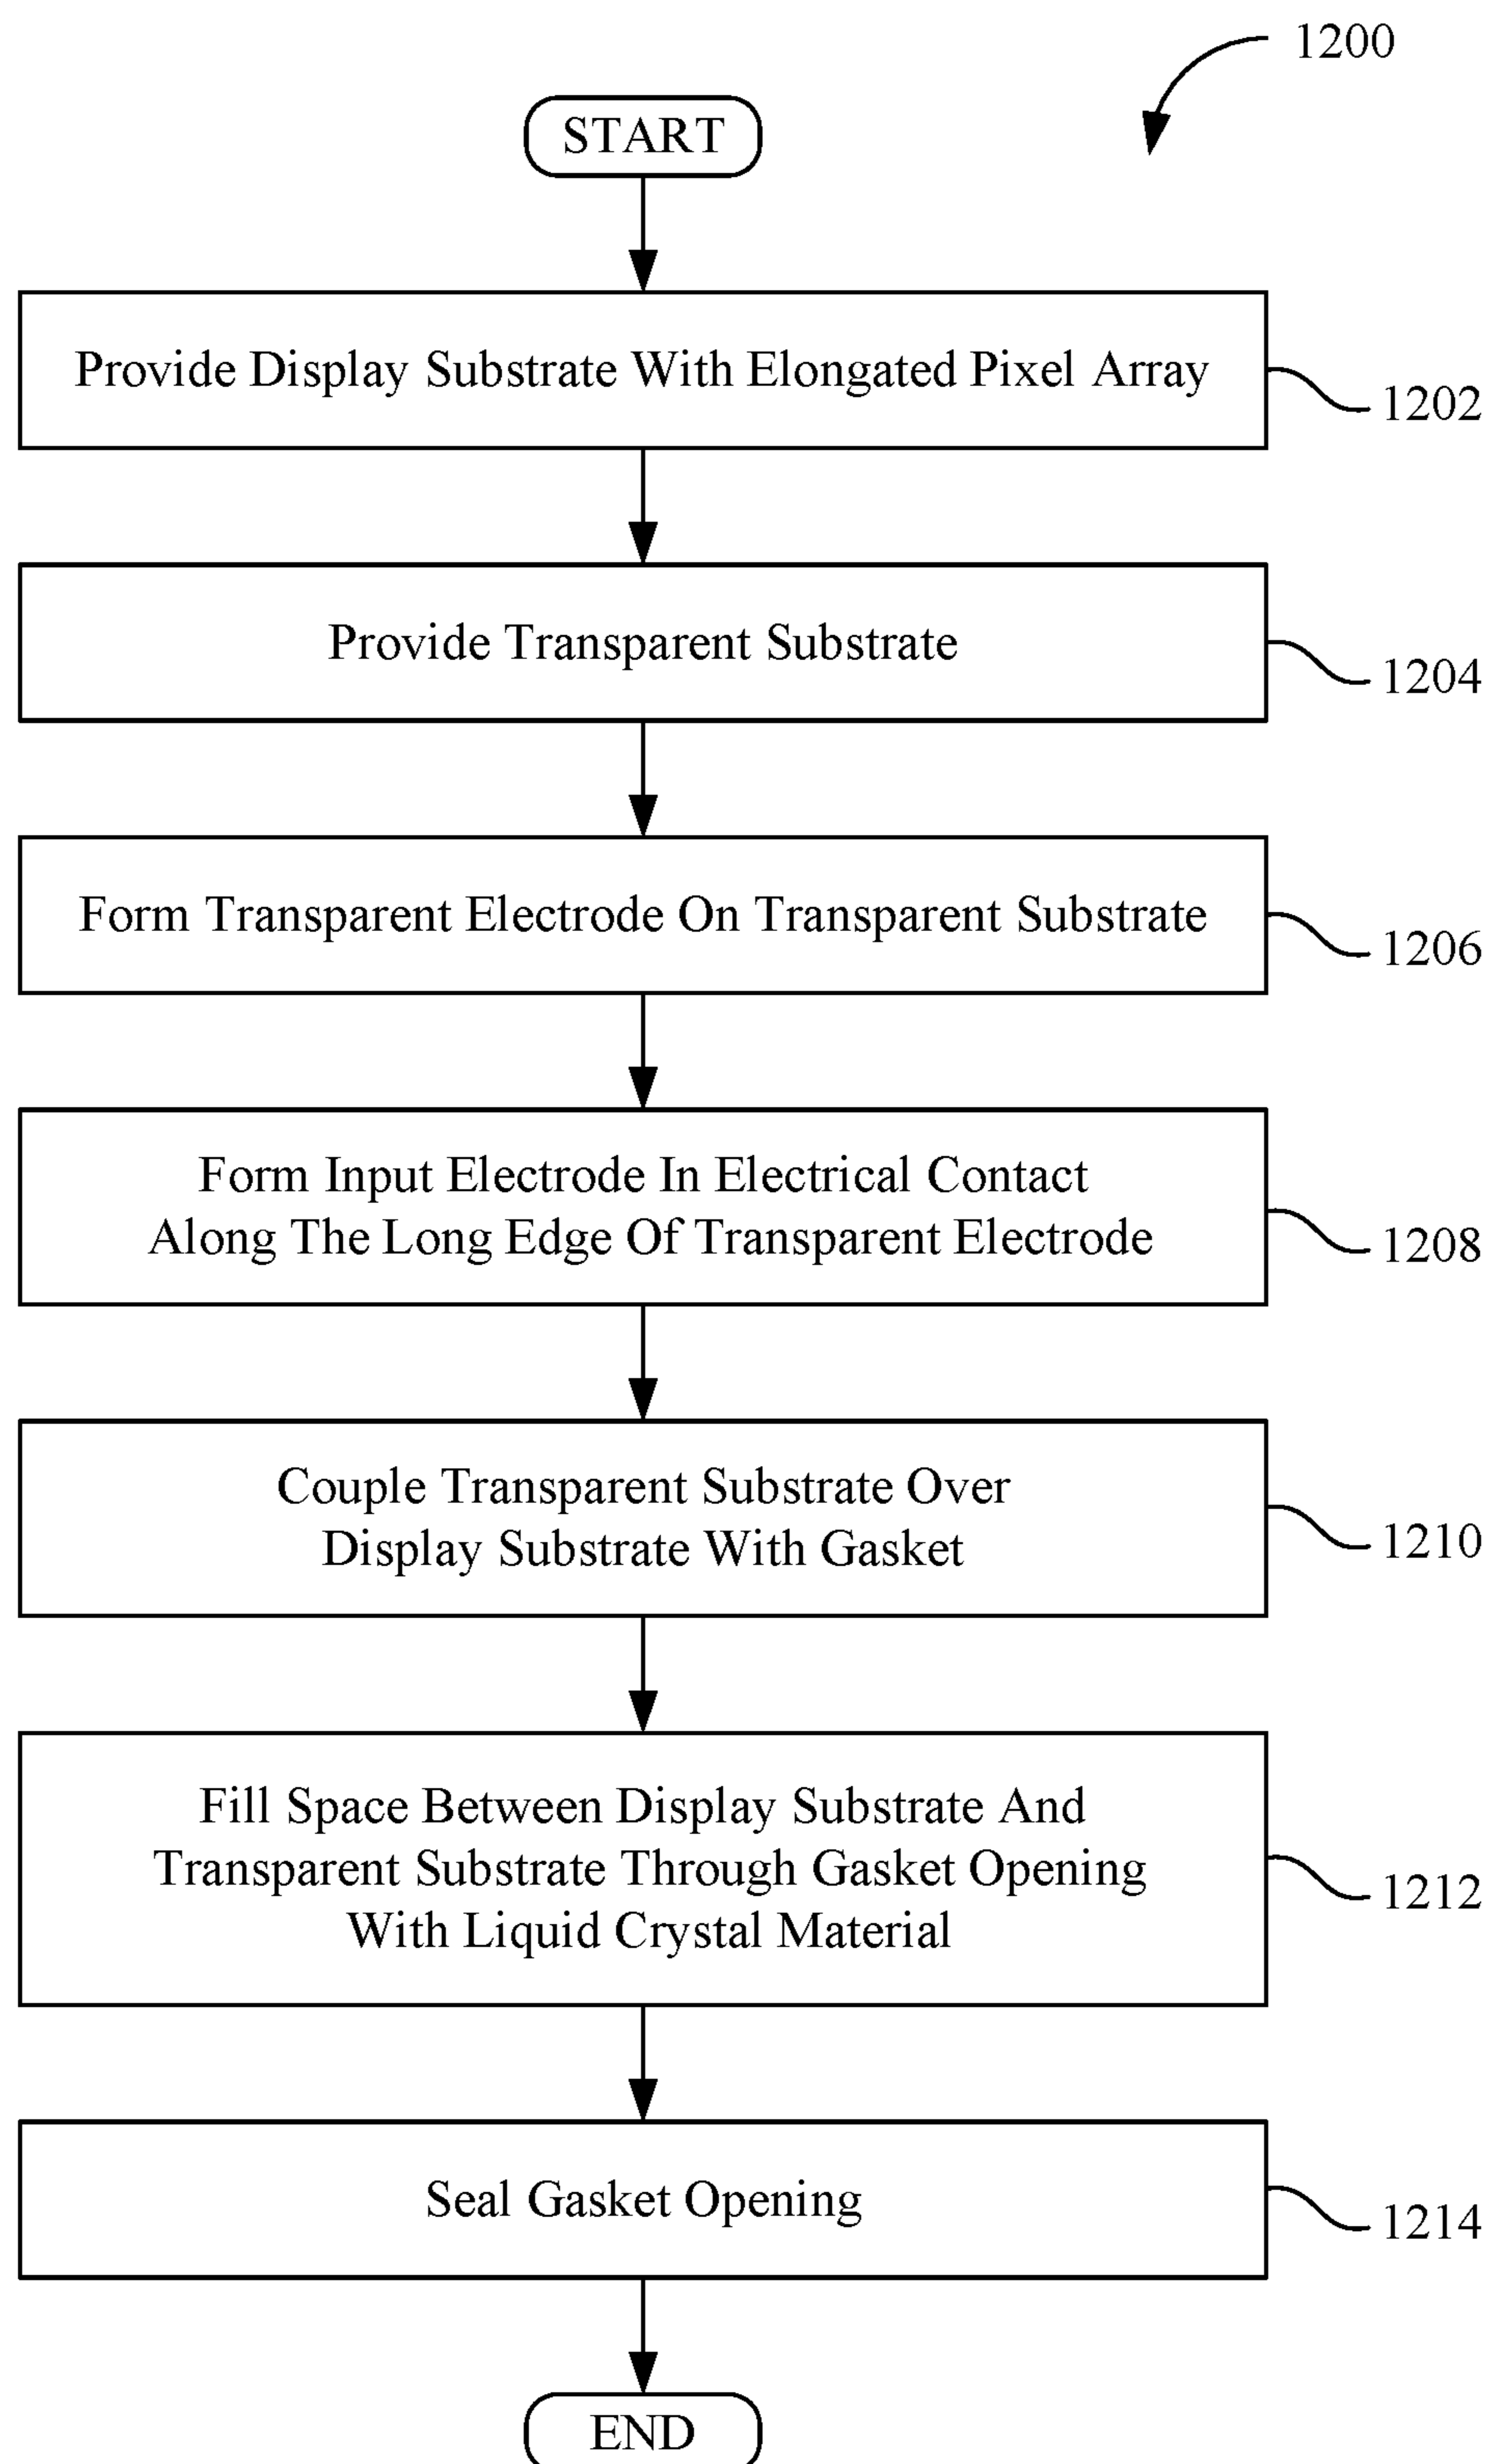 1200
START
Provide Display Substrate With Elongated Pixel Array
1202
Provide Transparent Substrate
1204
Form Transparent Electrode On Transparent Substrate
1206
Form Input Electrode In Electrical Contact
Along The Long Edge Of Transparent Electrode
1208
Couple Transparent Substrate Over
Display Substrate With Gasket
1210
Fill Space Between Display Substrate And
Transparent Substrate Through Gasket Opening
With Liquid Crystal Material
1212
Seal Gasket Opening
1214
END